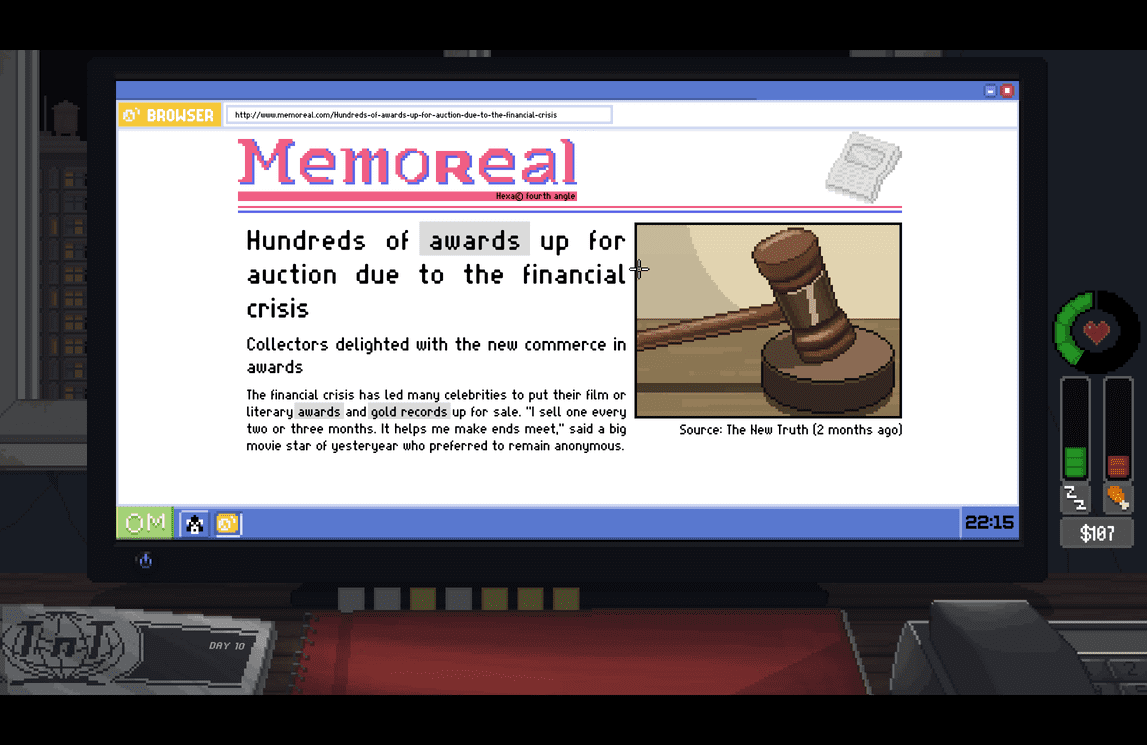 BROWSER
http://www.memoreal.com/Hundreds-of-awards-up-for-auction-due-to-the-financial-crisis
Memoreal
Hexa© fourth angle
Hundreds of awards up for
auction due to the financial
crisis
Collectors delighted with the new commerce in
awards
The financial crisis has led many celebrities to put their film or
literary awards and gold records up for sale. "I sell one every
two or three months. It helps me make ends meet," said a big
movie star of yesteryear who preferred to remain anonymous.
Source: The New Truth (2 months ago)
OM
22:15
$107
TnT
DAY 10